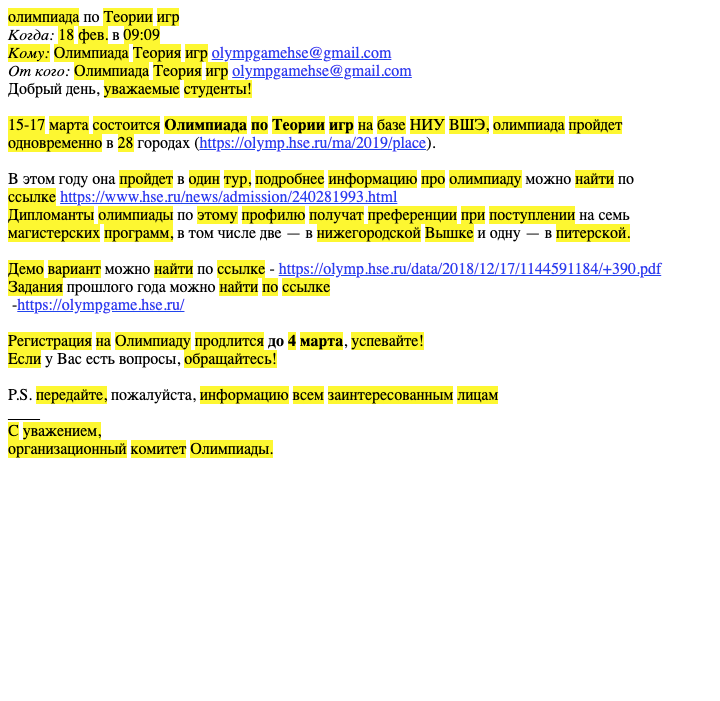 олимпиада по Теории игр
Когда: 18 фев. в 09:09
Кому: Олимпиада Теория игр olympgamehse@gmail.com
От кого: Олимпиада Теория игр olympgamehse@gmail.com
Добрый день, уважаемые студенты!
15-17 марта состоится Олимпиада по Теории игр на базе НИУ ВШЭ, олимпиада пройдет
одновременно в 28 городах (https://olymp.hse.ru/ma/2019/place).
В этом году она пройдет в один тур, подробнее информацию про олимпиаду можно найти по
ссылке https://www.hse.ru/news/admission/240281993.html
Дипломанты олимпиады по этому профилю получат преференции при поступлении на семь
магистерских программ, в том числе две — в нижегородской Вышке и одну — в питерской.
Демо вариант можно найти по ссылке - https://olymp.hse.ru/data/2018/12/17/1144591184/+390.pdf
Задания прошлого года можно найти по ссылке
-https://olympgame.hse.ru/
Регистрация на Олимпиаду продлится до 4 марта, успевайте!
Если у Вас есть вопросы, обращайтесь!
P.S. передайте, пожалуйста, информацию всем заинтересованным лицам
____
С уважением,
организационный комитет Олимпиады.